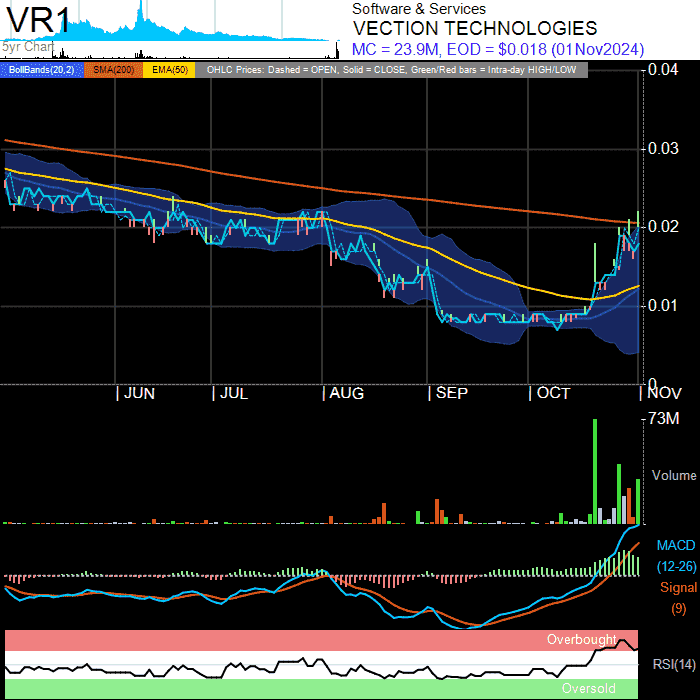 VR1
Software & Services
VECTION TECHNOLOGIES
5yr Chart
MC = 23.9M, EOD = $0.018 (01Nov2024)
BollBands(20,2) SMA(200) EMA(50) OHLC Prices: Dashed = OPEN, Solid = CLOSE, Green/Red bars = Intra-day HIGH/LOW
0.04
0.03
0.02
0.01
0
JUN JUL AUG SEP OCT NOV
73M
Volume
MACD
(12-26)
Signal
(9)
Overbought
RSI(14)
Oversold